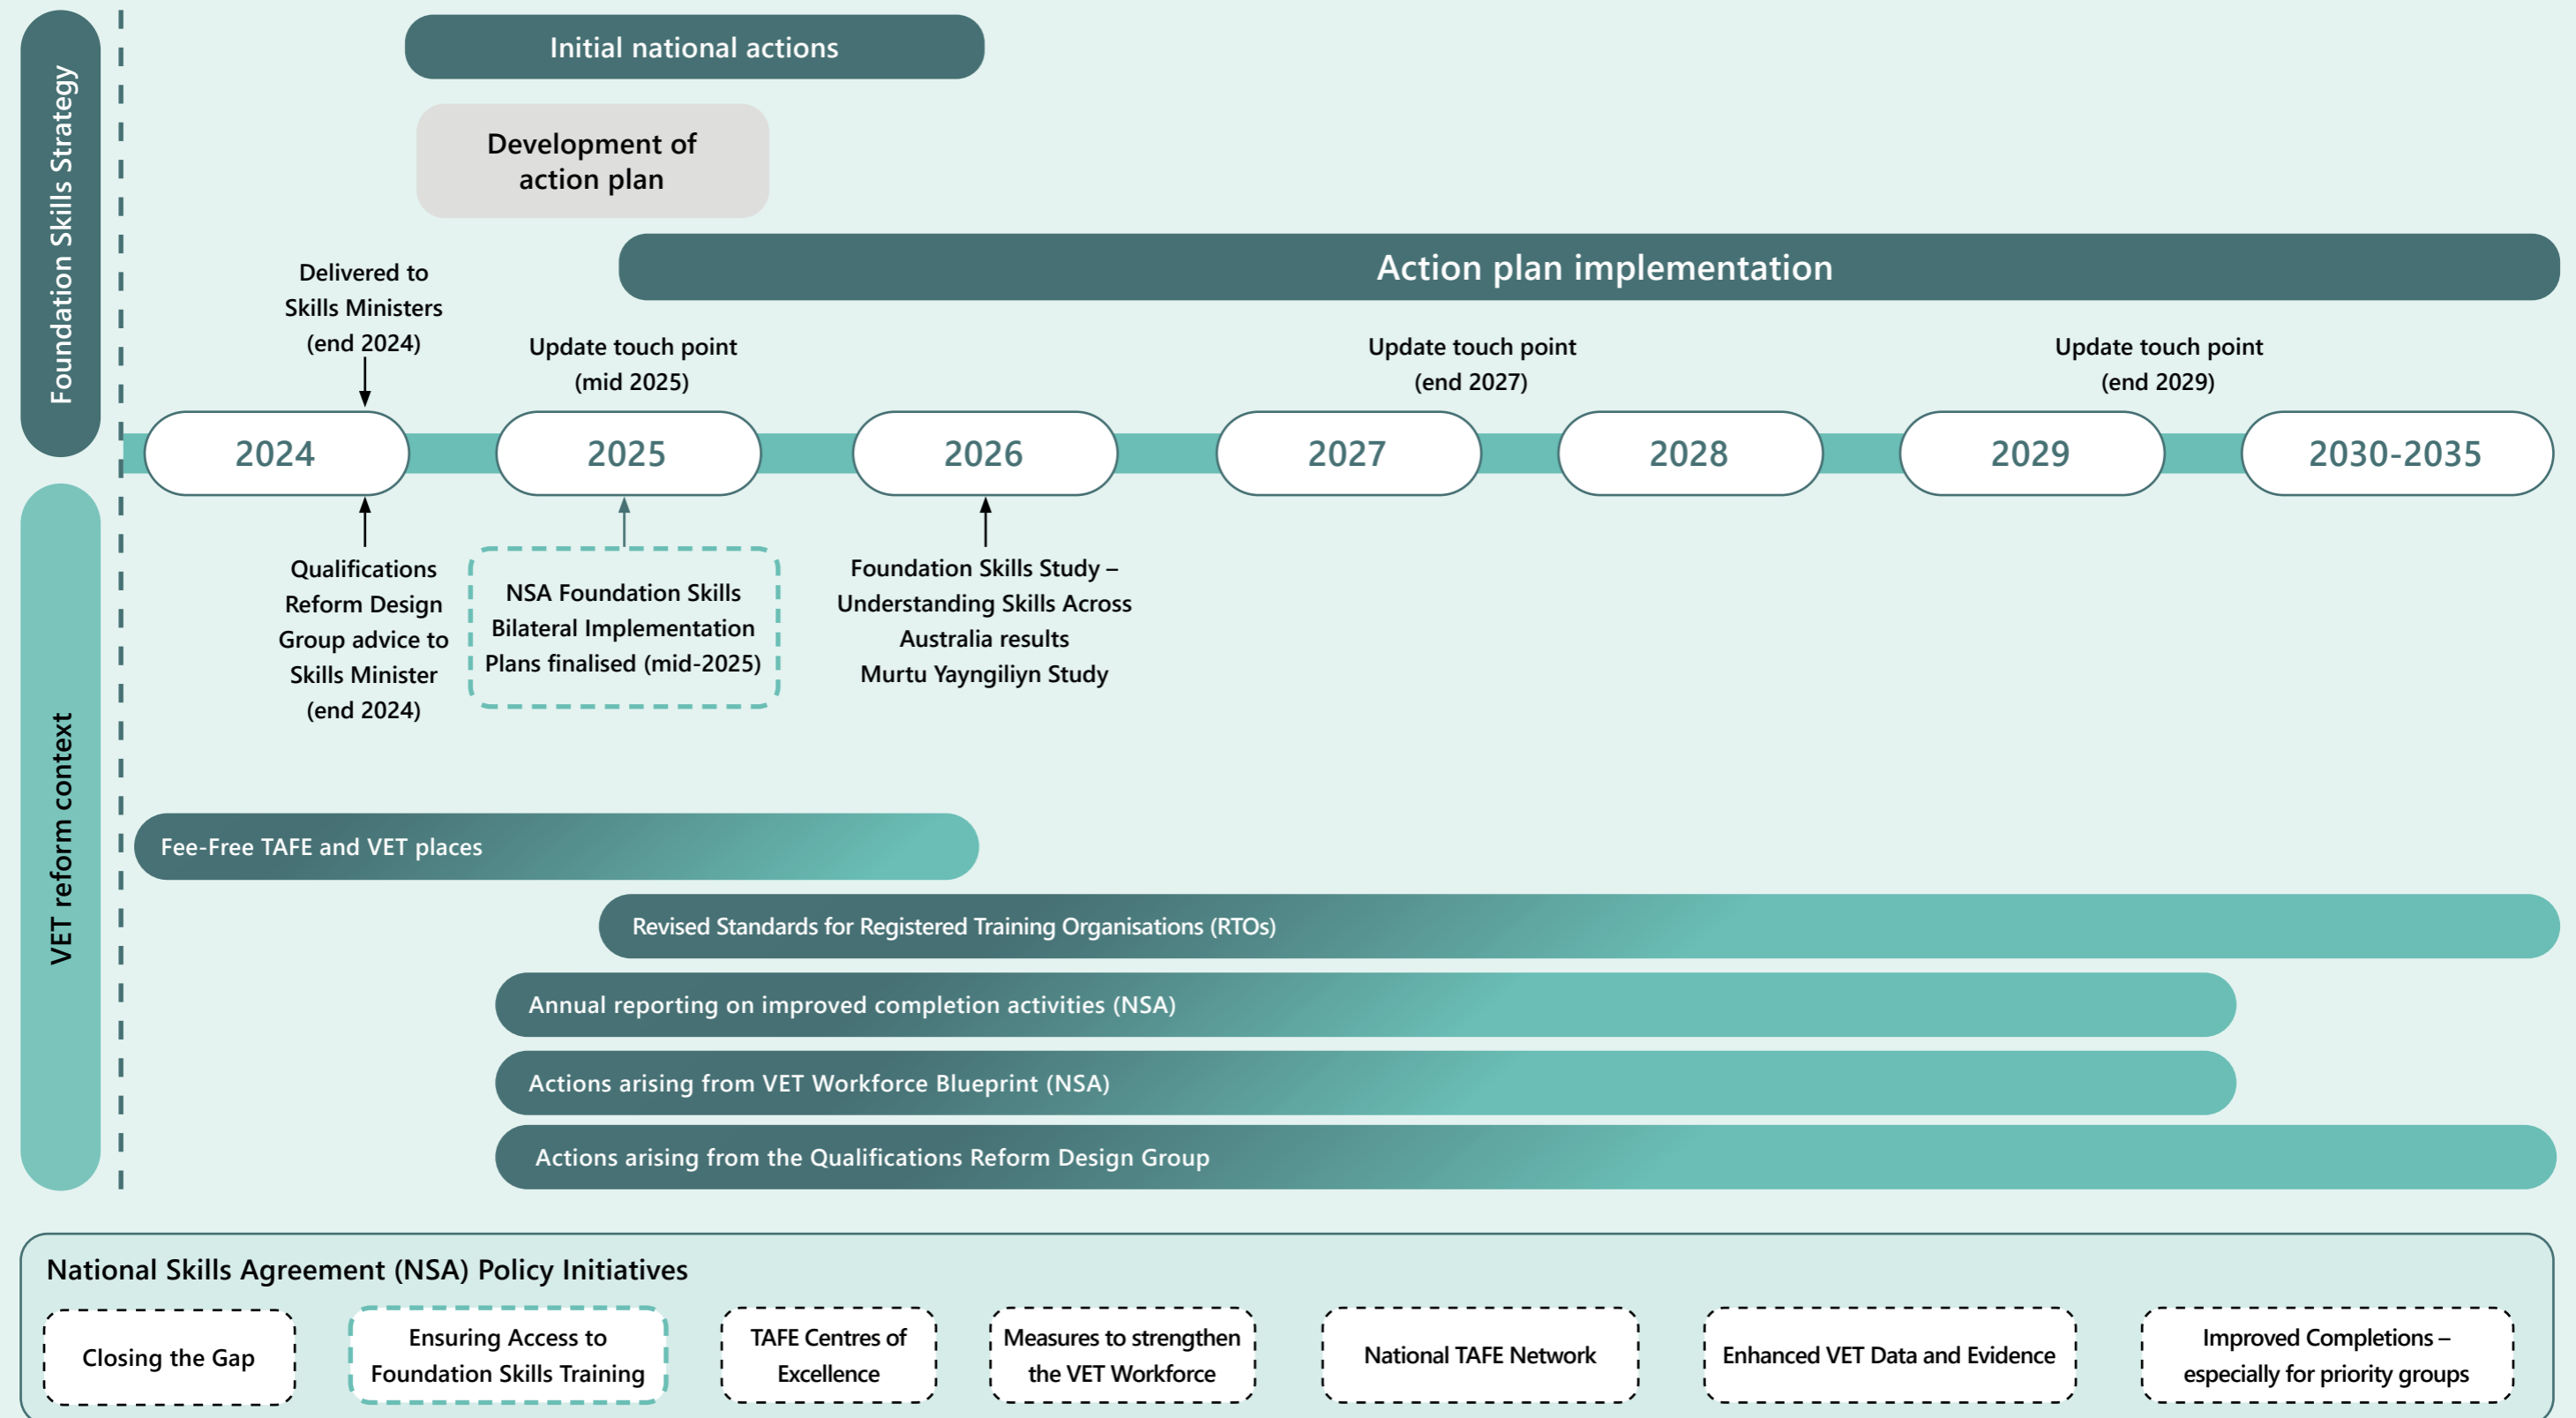 Foundation Skills Strategy
Initial national actions
Development of
action plan
Action plan implementation
Delivered to
Skills Ministers
(end 2024)
Update touch point
(mid 2025)
Update touch point
(end 2027)
Update touch point
(end 2029)
2024
2025
2026
2027
2028
2029
2030-2035
VET reform context
Qualifications
Reform Design
Group advice to
Skills Minister
(end 2024)
NSA Foundation Skills
Bilateral Implementation
Plans finalised (mid-2025)
Foundation Skills Study –
Understanding Skills Across
Australia results
Murtu Yayngiliyn Study
Fee-Free TAFE and VET places
Revised Standards for Registered Training Organisations (RTOs)
Annual reporting on improved completion activities (NSA)
Actions arising from VET Workforce Blueprint (NSA)
Actions arising from the Qualifications Reform Design Group
National Skills Agreement (NSA) Policy Initiatives
Closing the Gap
Ensuring Access to
Foundation Skills Training
TAFE Centres of
Excellence
Measures to strengthen
the VET Workforce
National TAFE Network
Enhanced VET Data and Evidence
Improved Completions –
especially for priority groups